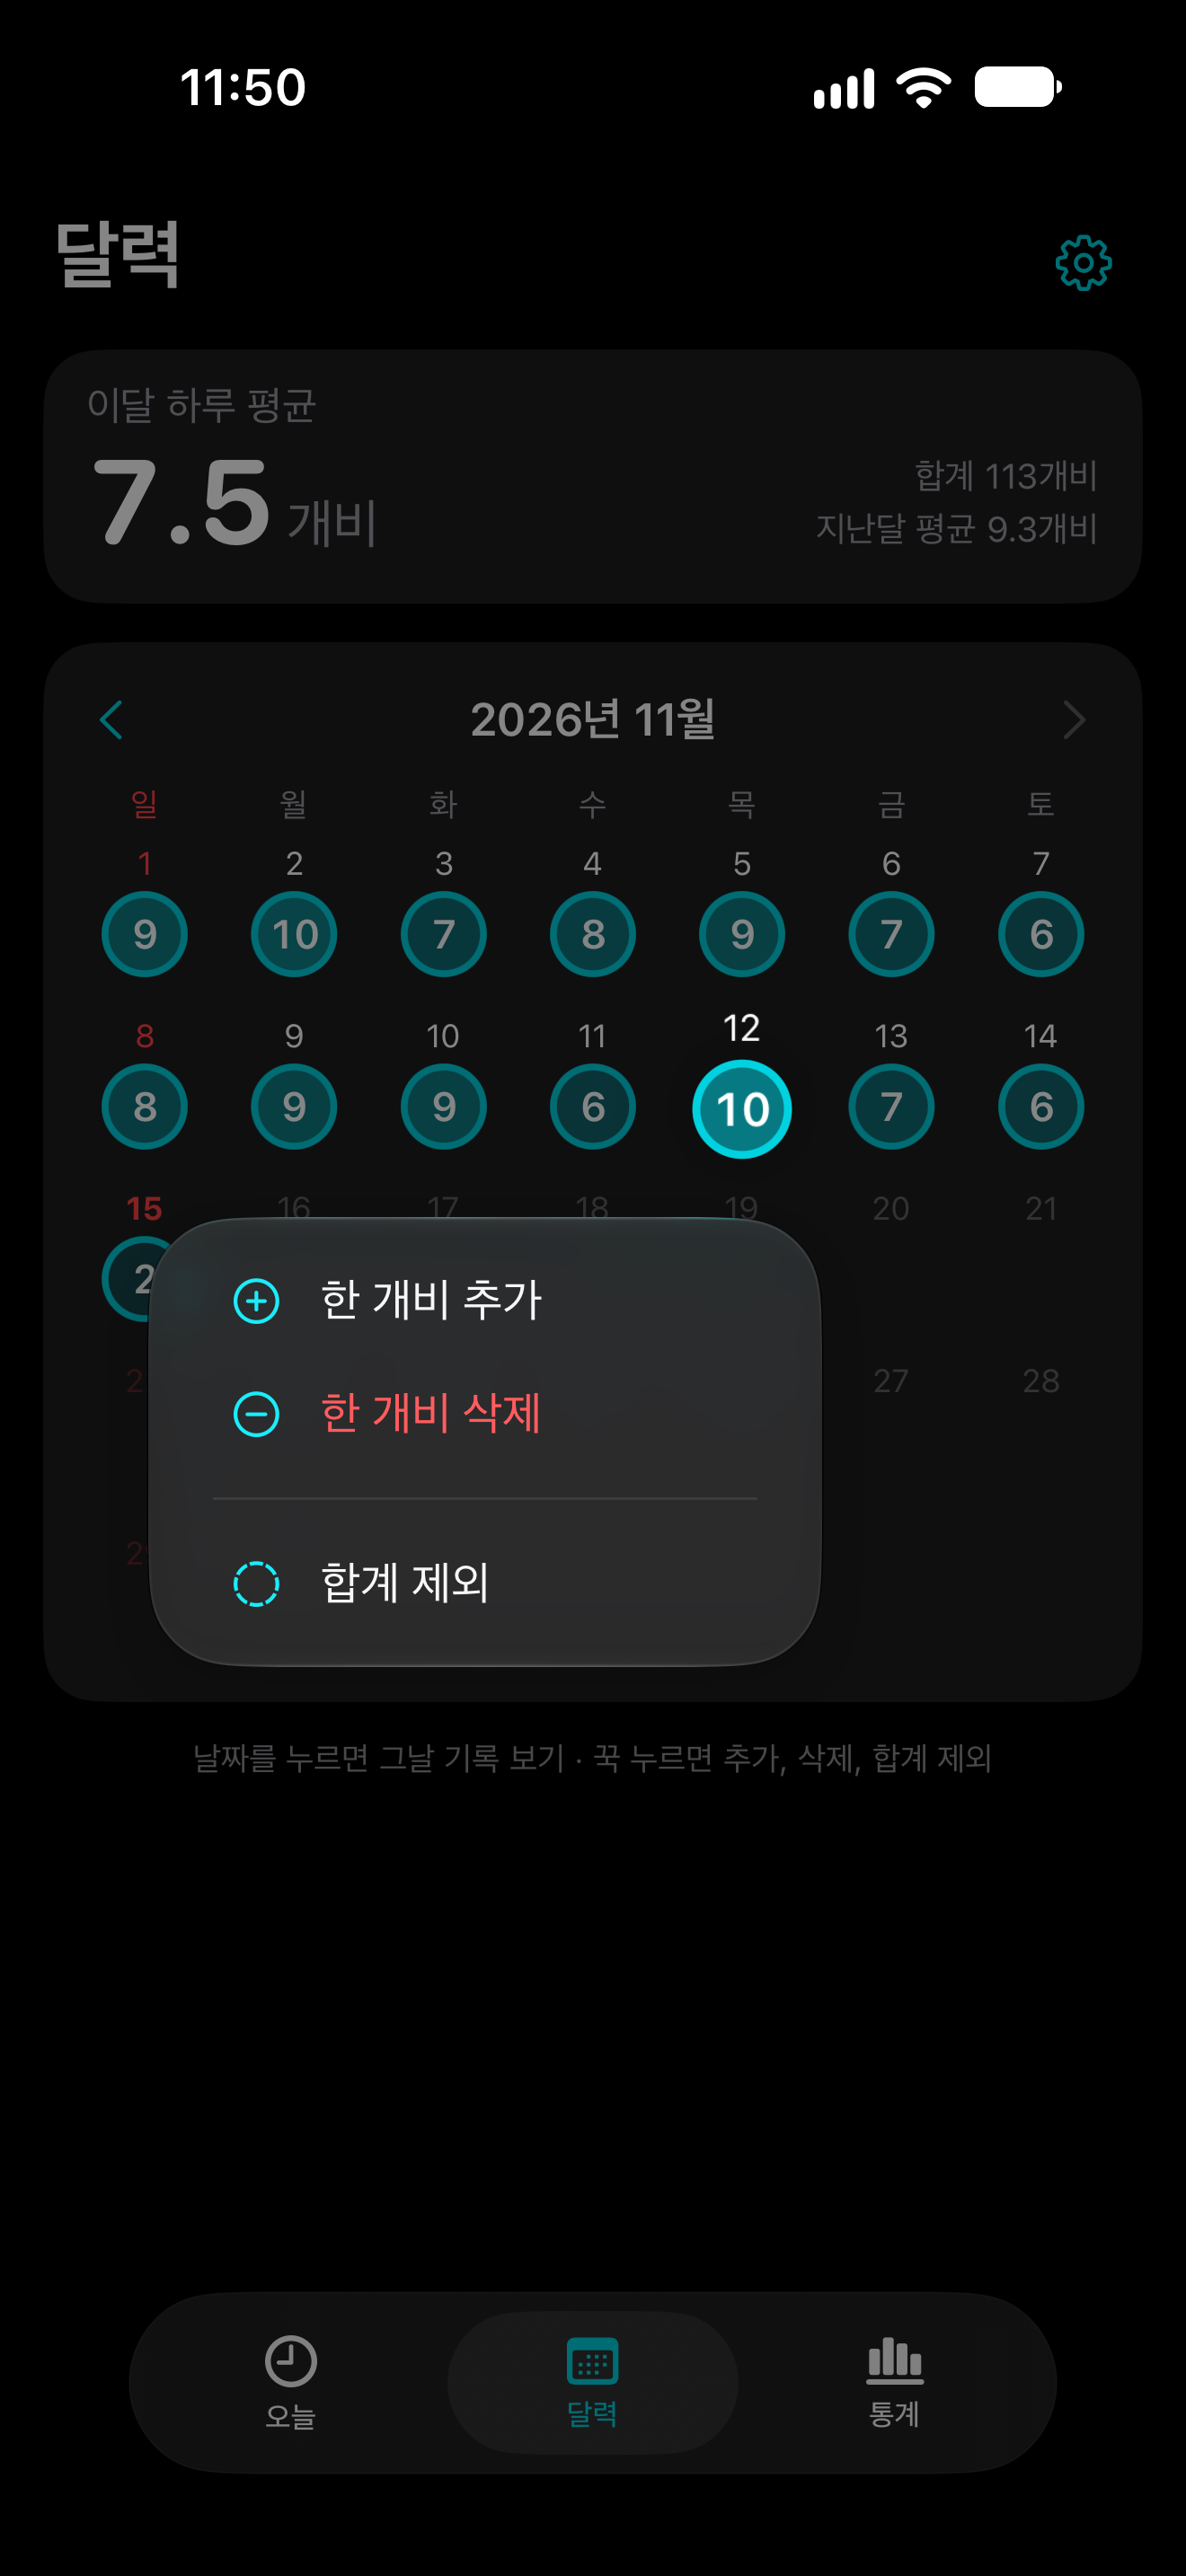 11:50
달력
이달 하루 평균
7.5 개비
합계 113개비
지난달 평균 9.3개비
2026년 11월
일 월 화 수 목 금 토
1 2 3 4 5 6 7
9 10 7 8 9 7 6
8 9 10 11 12 13 14
8 9 9 6 10 7 6
15 16 17 18 19 20 21
2
한 개비 추가
27 28
한 개비 삭제
합계 제외
날짜를 누르면 그날 기록 보기 · 꾹 누르면 추가, 삭제, 합계 제외
오늘 달력 통계